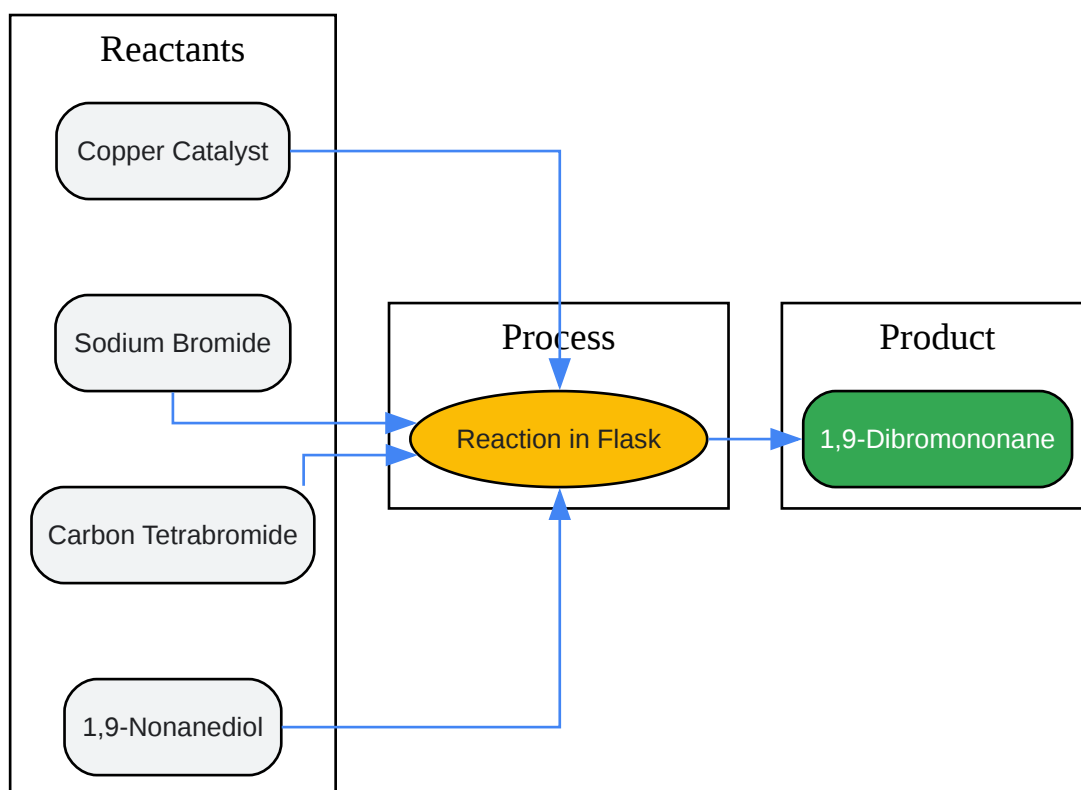 Reactants
Copper Catalyst
Sodium Bromide
Carbon Tetrabromide
1,9-Nonanediol
Process
Reaction in Flask
Product
1,9-Dibromononane